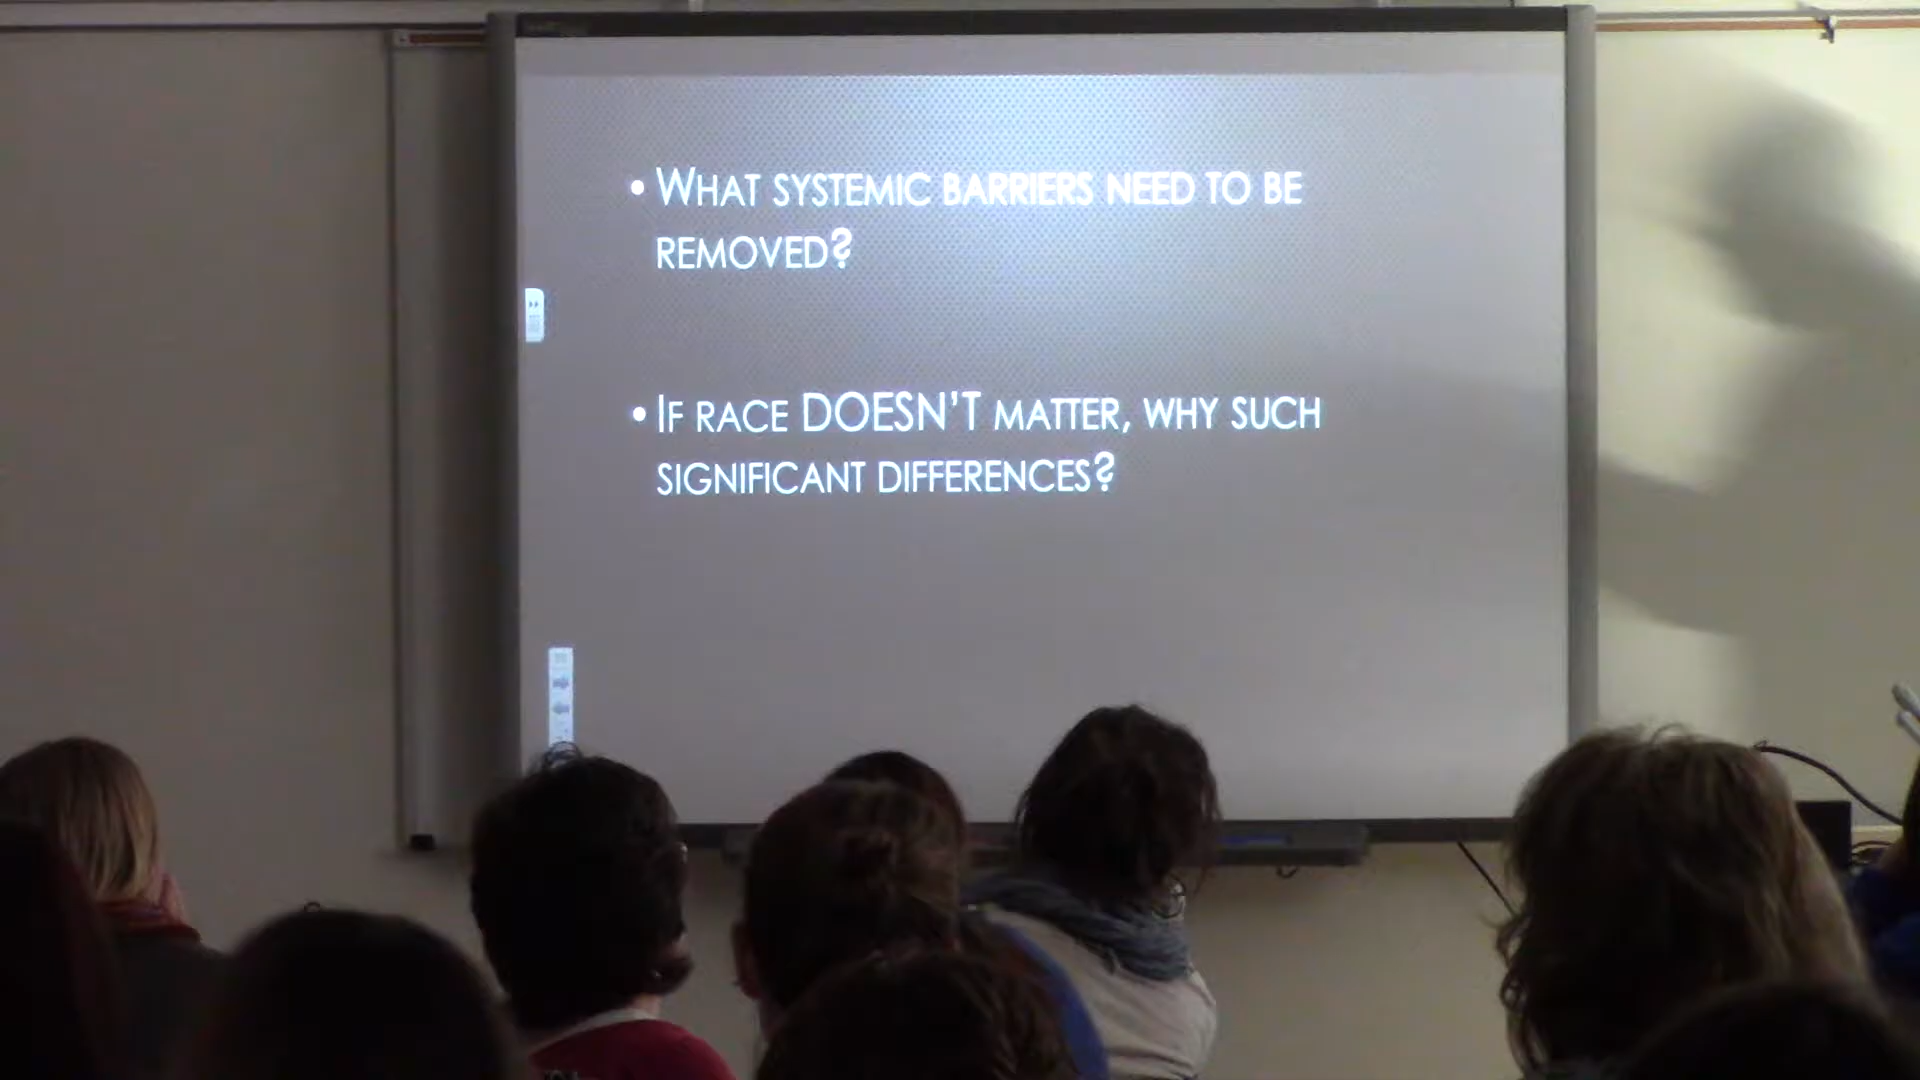 • WHAT SYSTEMIC BARRIERS NEED TO BE
REMOVED?
• IF RACE DOESN'T MATTER, WHY SUCH
SIGNIFICANT DIFFERENCES?